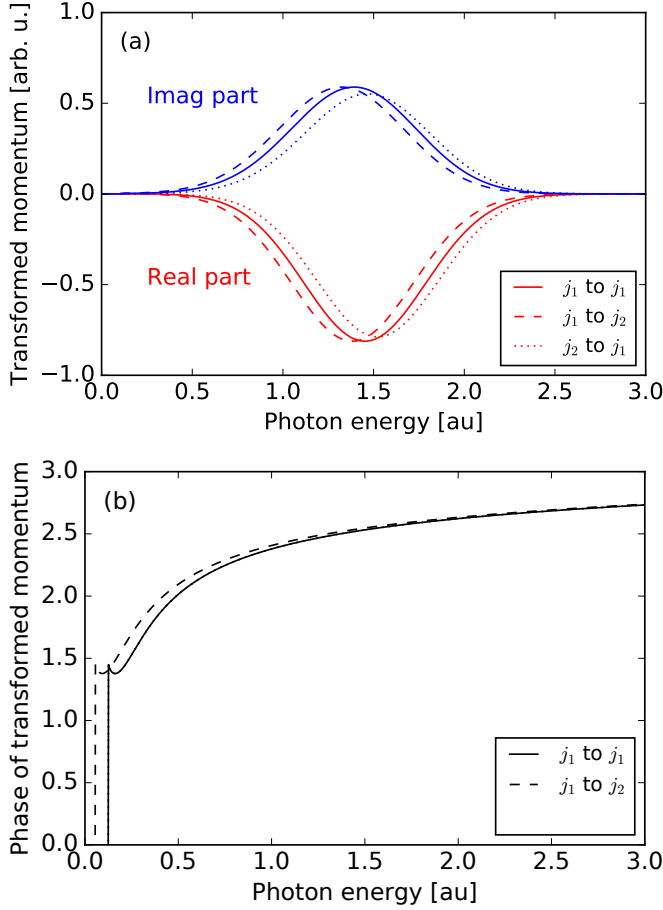 (a)
Transformed momentum [arb. u.]
1.0
0.5
0.0
−0.5
−1.0
Imag part
Real part
j1 to j1
j1 to j2
j2 to j1
0.0 0.5 1.0 1.5 2.0 2.5 3.0
Photon energy [au]
(b)
Phase of transformed momentum
3.0
2.5
2.0
1.5
1.0
0.5
0.0
j1 to j1
j1 to j2
0.0 0.5 1.0 1.5 2.0 2.5 3.0
Photon energy [au]